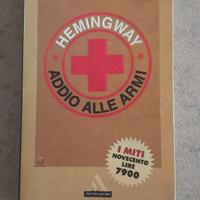 HEMINGWAY
ADDIO ALLE ARMI
I MITI
NOVECENTO
LIRE
7900